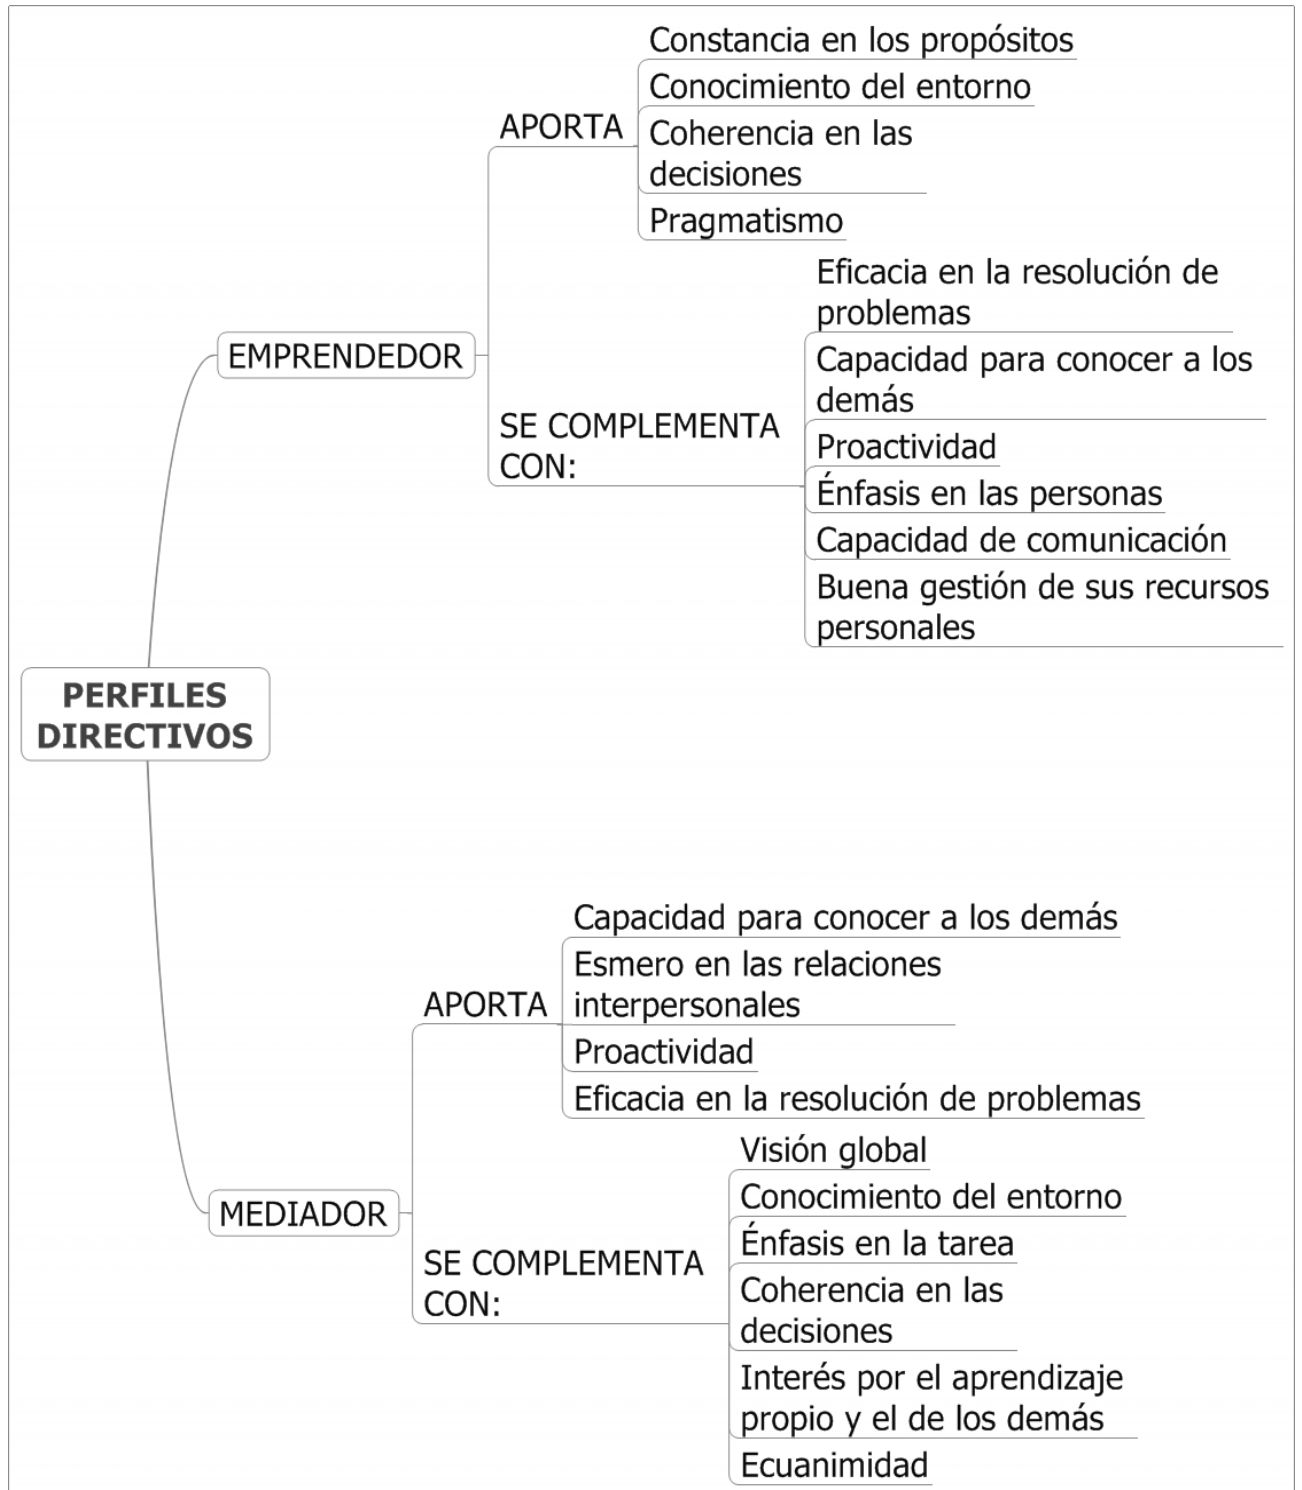 PERFILES
DIRECTIVOS
EMPRENDEDOR
APORTA
Constancia en los propósitos
Conocimiento del entorno
Coherencia en las
decisiones
Pragmatismo
SE COMPLEMENTA
CON:
Eficacia en la resolución de
problemas
Capacidad para conocer a los
demás
Proactividad
Énfasis en las personas
Capacidad de comunicación
Buena gestión de sus recursos
personales
MEDIADOR
APORTA
Capacidad para conocer a los demás
Esmero en las relaciones
interpersonales
Proactividad
Eficacia en la resolución de problemas
SE COMPLEMENTA
CON:
Visión global
Conocimiento del entorno
Énfasis en la tarea
Coherencia en las
decisiones
Interés por el aprendizaje
propio y el de los demás
Ecuanimidad